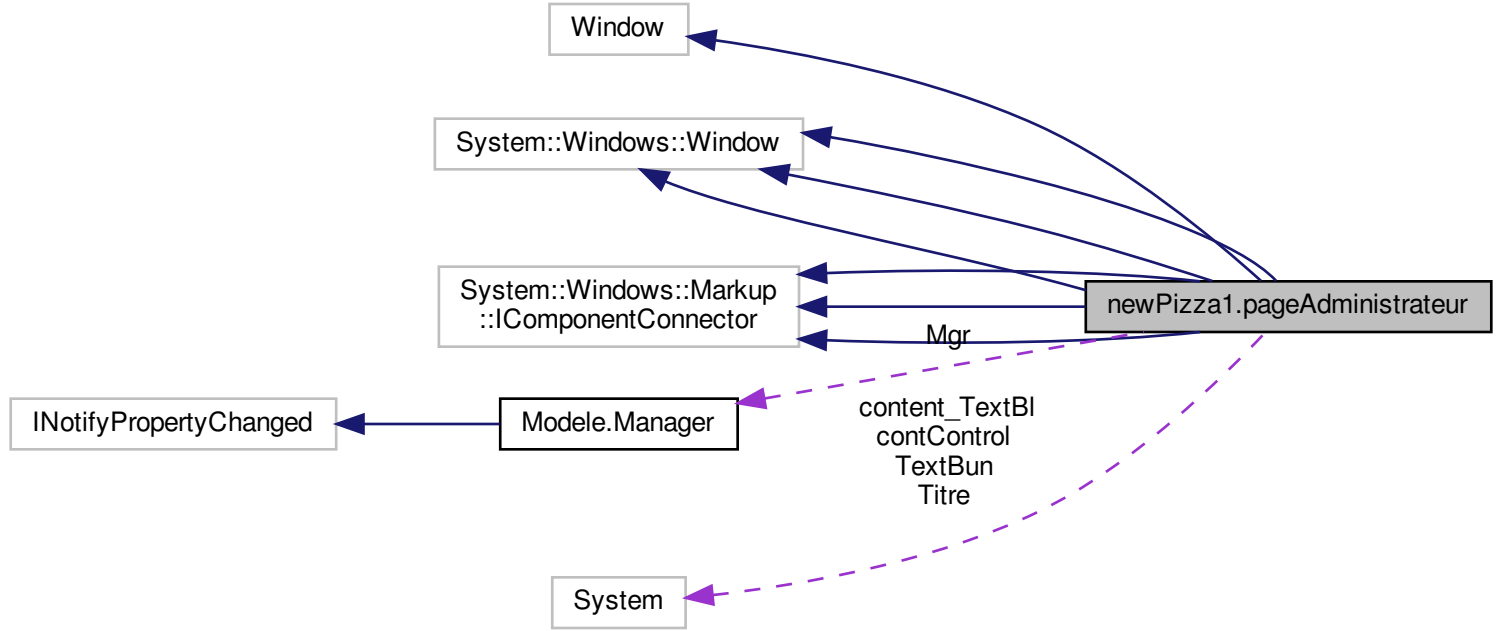 Window
System::Windows::Window
System::Windows::Markup
::IComponentConnector
newPizza1.pageAdministrateur
Mgr
INotifyPropertyChanged
Modele.Manager
content_TextBl
contControl
TextBun
Titre
System